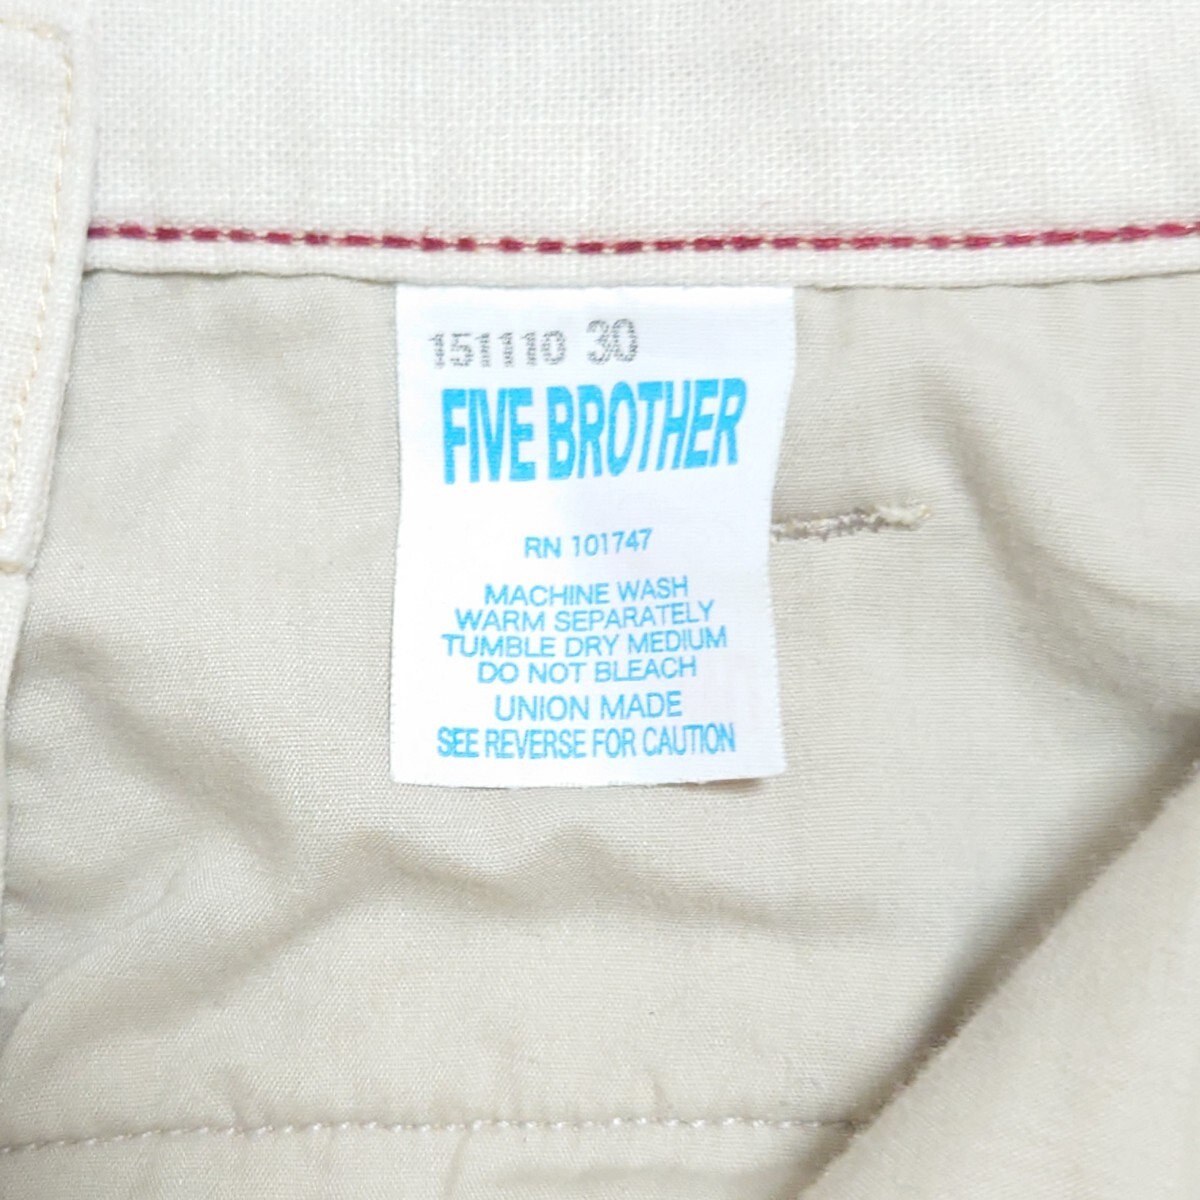 151110 30
FIVE BROTHER
RN 101747
MACHINE WASH
WARM SEPARATELY
TUMBLE DRY MEDIUM
DO NOT BLEACH
UNION MADE
SEE REVERSE FOR CAUTION